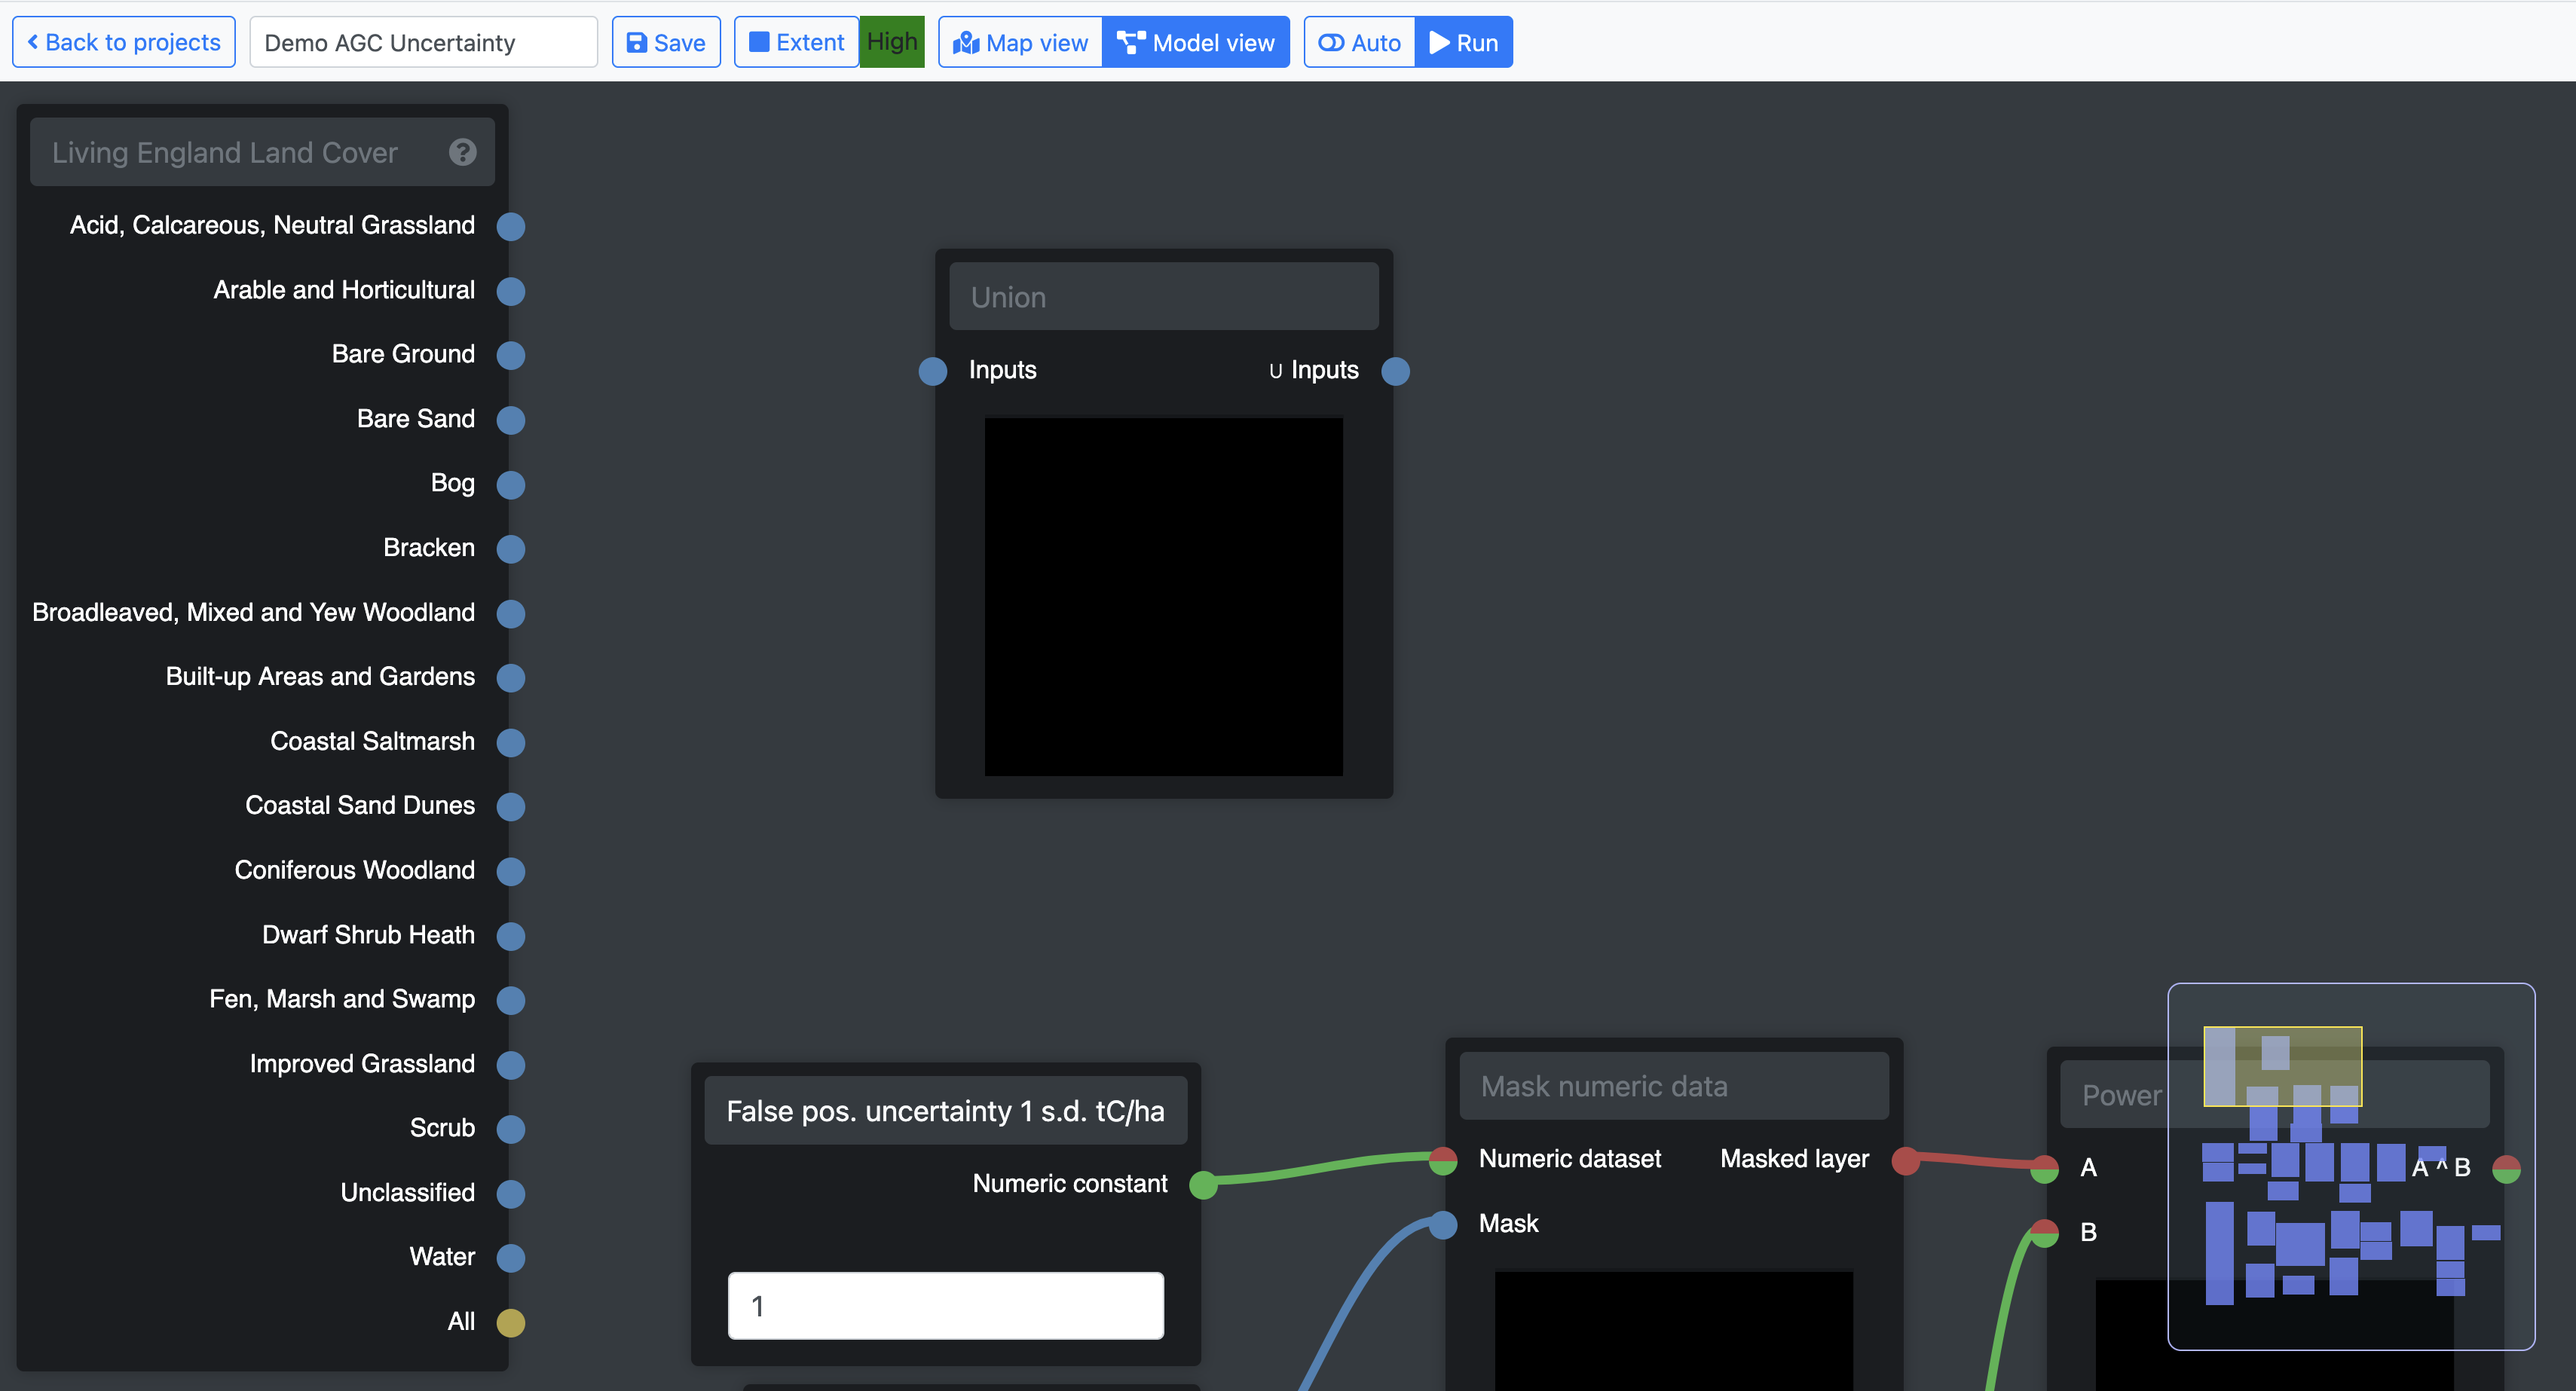 Back to projects
Demo AGC Uncertainty
Save
Extent
High
Map view
Model view
Auto
Run
Living England Land Cover
Acid, Calcareous, Neutral Grassland
Arable and Horticultural
Bare Ground
Bare Sand
Bog
Bracken
Broadleaved, Mixed and Yew Woodland
Built-up Areas and Gardens
Coastal Saltmarsh
Coastal Sand Dunes
Coniferous Woodland
Dwarf Shrub Heath
Fen, Marsh and Swamp
Improved Grassland
Scrub
Unclassified
Water
All
Union
Inputs
∪ Inputs
False pos. uncertainty 1 s.d. tC/ha
Numeric constant
1
Mask numeric data
Numeric dataset
Masked layer
Mask
Power
A
A ^ B
B